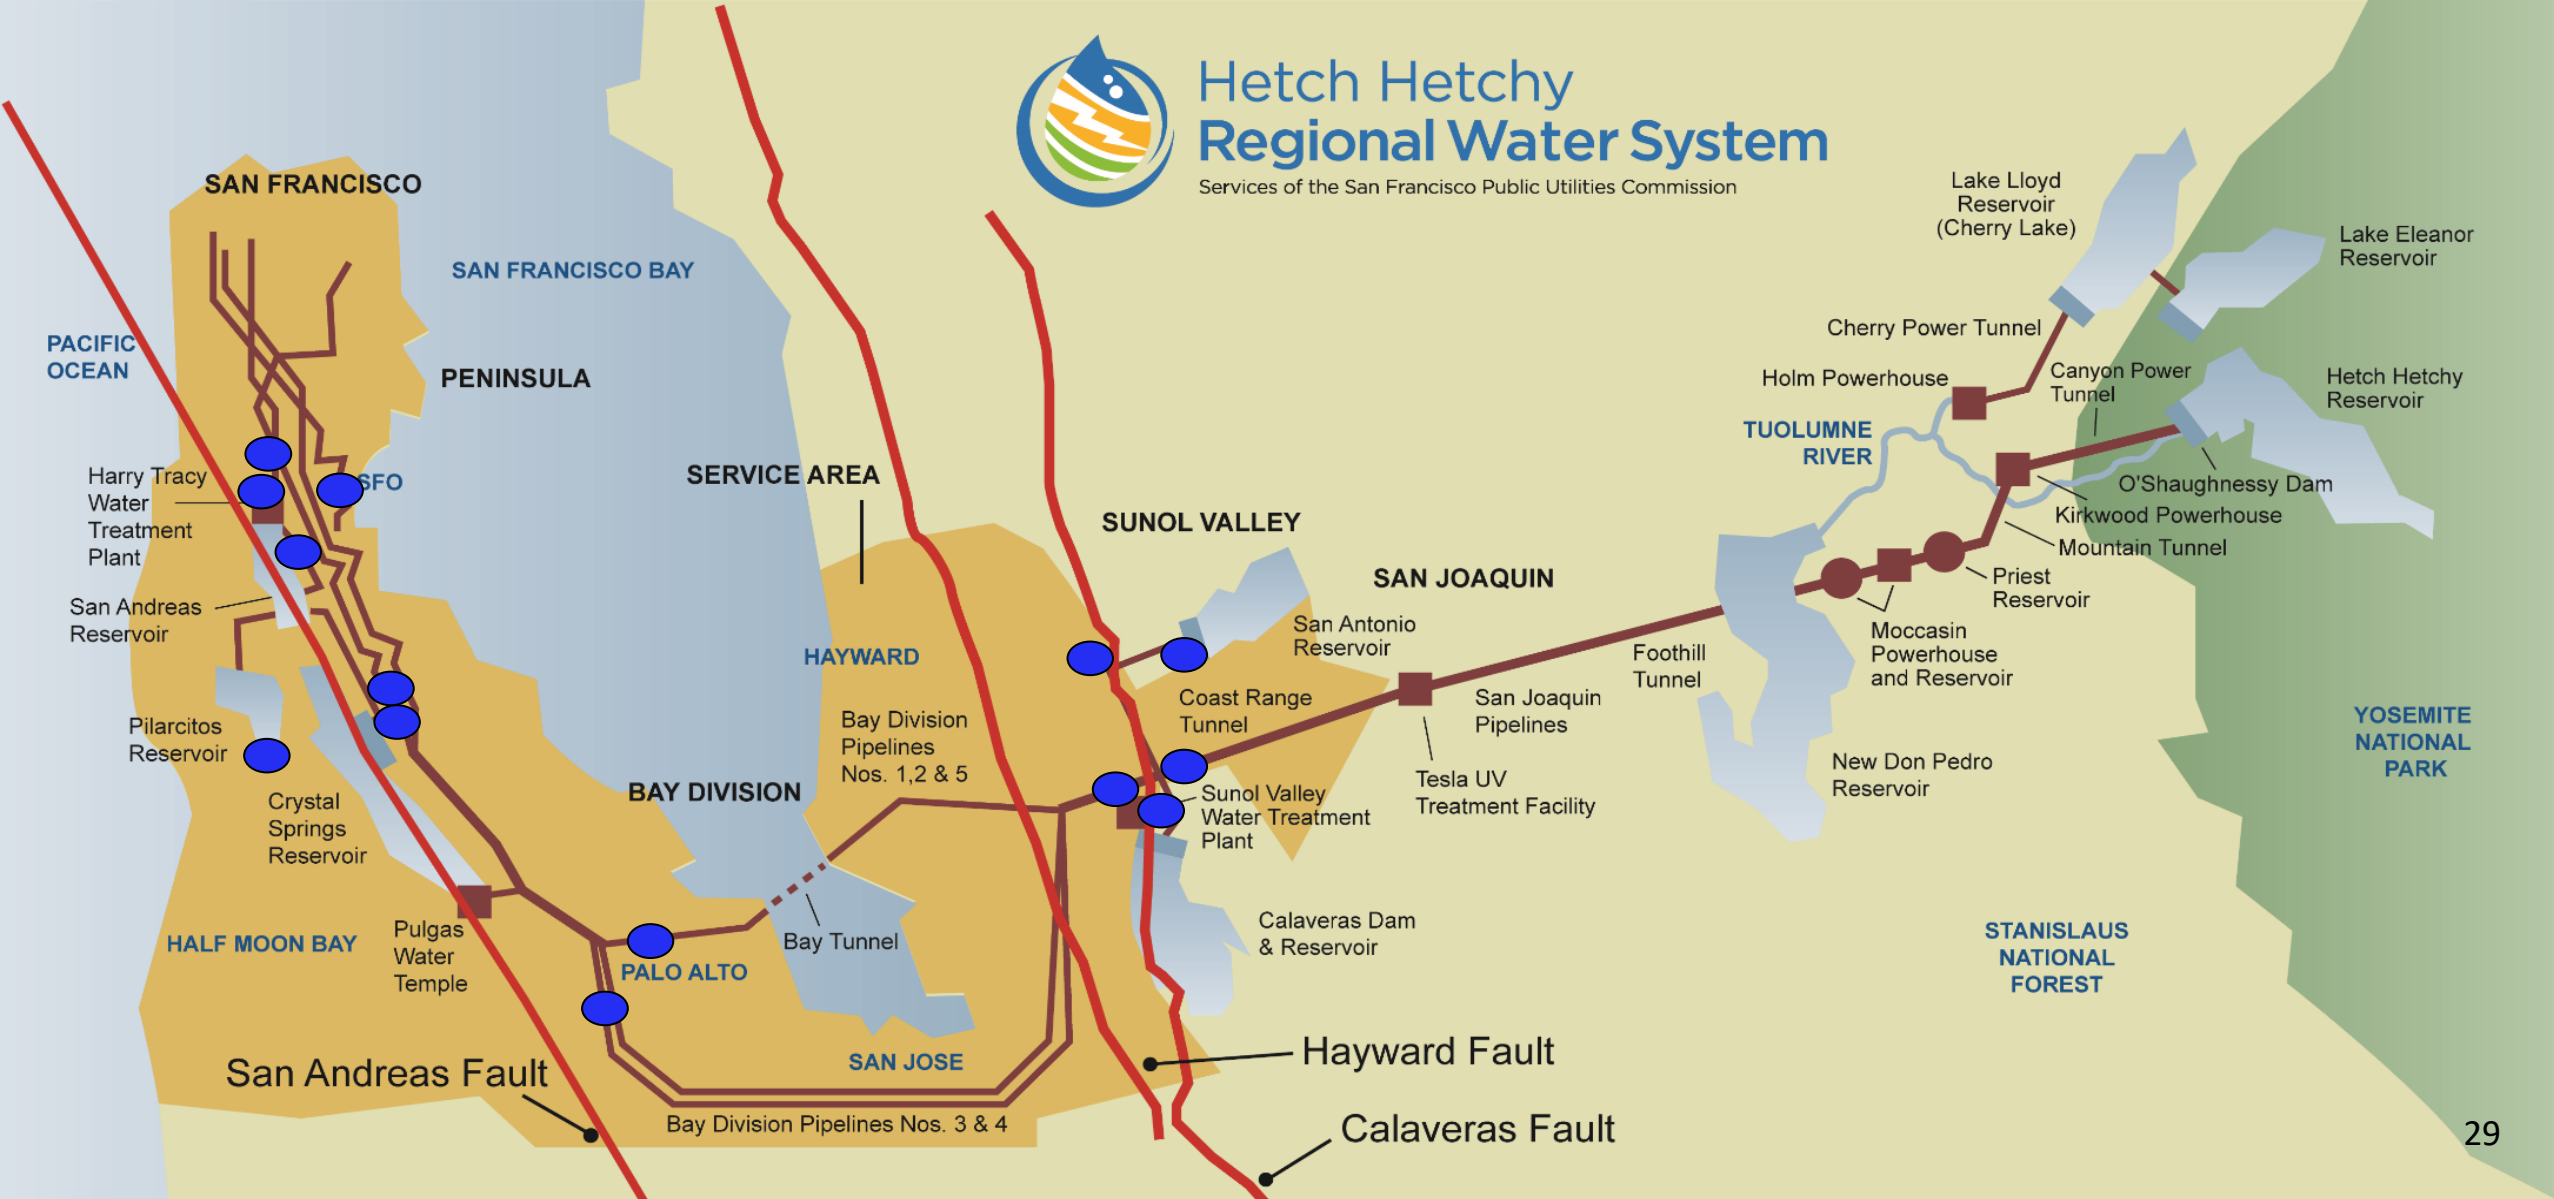 Hetch Hetchy
Regional Water System
Services of the San Francisco Public Utilities Commission
SAN FRANCISCO
SAN FRANCISCO BAY
PACIFIC
OCEAN
PENINSULA
Harry Tracy
Water
Treatment
Plant
SFO
San Andreas
Reservoir
Pilarcitos
Reservoir
Crystal
Springs
Reservoir
HALF MOON BAY
Pulgas
Water
Temple
San Andreas Fault
SERVICE AREA
HAYWARD
Bay Division
Pipelines
Nos. 1,2 & 5
BAY DIVISION
Bay Tunnel
PALO ALTO
SAN JOSE
Bay Division Pipelines Nos. 3 & 4
SUNOL VALLEY
San Antonio
Reservoir
Coast Range
Tunnel
Sunol Valley
Water Treatment
Plant
Calaveras Dam
& Reservoir
Hayward Fault
Calaveras Fault
SAN JOAQUIN
San Joaquin
Pipelines
Tesla UV
Treatment Facility
Foothill
Tunnel
New Don Pedro
Reservoir
Moccasin
Powerhouse
and Reservoir
Priest
Reservoir
Mountain Tunnel
Kirkwood Powerhouse
O'Shaughnessy Dam
Canyon Power
Tunnel
TUOLUMNE
RIVER
Holm Powerhouse
Cherry Power Tunnel
Lake Lloyd
Reservoir
(Cherry Lake)
Lake Eleanor
Reservoir
Hetch Hetchy
Reservoir
YOSEMITE
NATIONAL
PARK
STANISLAUS
NATIONAL
FOREST
29